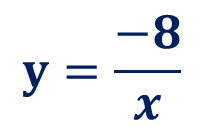 y = −8/x